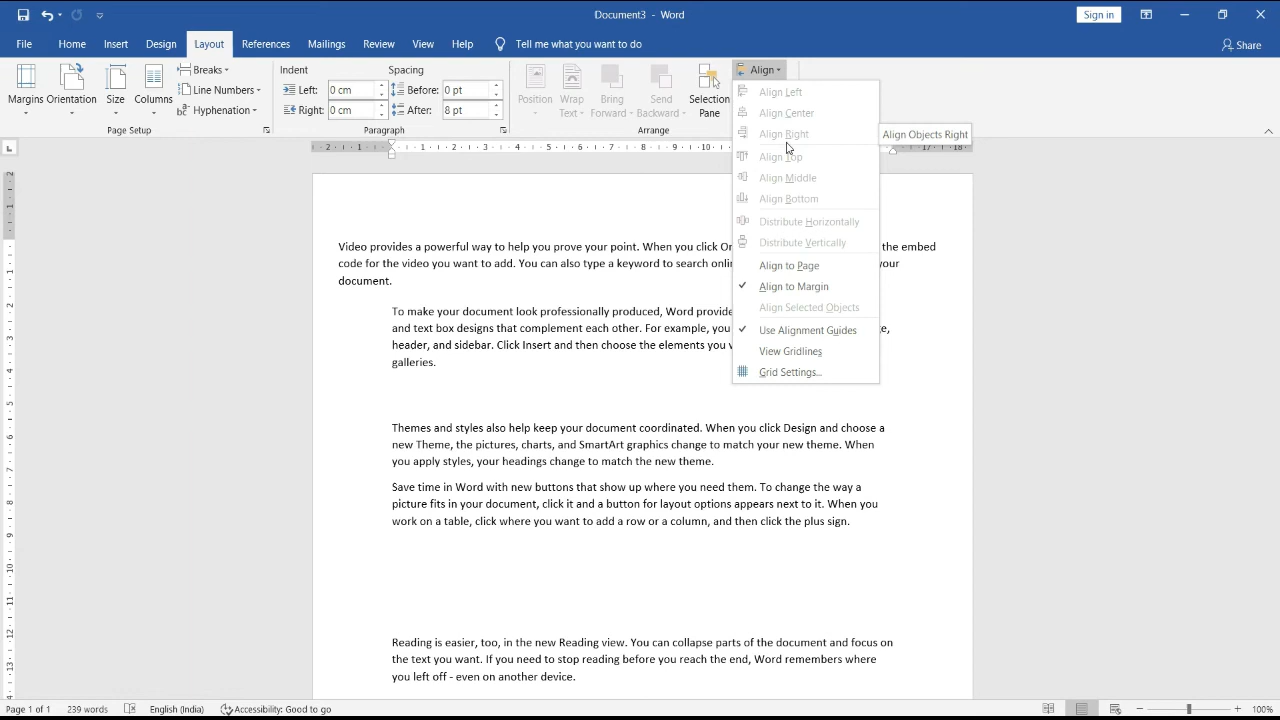 Document3 - Word
Sign in
File Home Insert Design Layout References Mailings Review View Help Tell me what you want to do
Share
Margins Orientation Size Columns
Breaks
Line Numbers
Hyphenation
Page Setup
Indent Spacing
Left: 0 cm Before: 0 pt
Right: 0 cm After: 8 pt
Paragraph
Position Wrap Text Bring Forward Send Backward Selection Pane
Align
Arrange
Align Left
Align Center
Align Right
Align Objects Right
Align Top
Align Middle
Align Bottom
Distribute Horizontally
Distribute Vertically
Align to Page
Align to Margin
Align Selected Objects
Use Alignment Guides
View Gridlines
Grid Settings...
2 1 1 2 3 4 5 6 7 8 9 10 17 18
Video provides a powerful way to help you prove your point. When you click On the embed
code for the video you want to add. You can also type a keyword to search onli your
document.
To make your document look professionally produced, Word provide
and text box designs that complement each other. For example, you
header, and sidebar. Click Insert and then choose the elements you
galleries.
Themes and styles also help keep your document coordinated. When you click Design and choose a
new Theme, the pictures, charts, and SmartArt graphics change to match your new theme. When
you apply styles, your headings change to match the new theme.
Save time in Word with new buttons that show up where you need them. To change the way a
picture fits in your document, click it and a button for layout options appears next to it. When you
work on a table, click where you want to add a row or a column, and then click the plus sign.
Reading is easier, too, in the new Reading view. You can collapse parts of the document and focus on
the text you want. If you need to stop reading before you reach the end, Word remembers where
you left off - even on another device.
Page 1 of 1 239 words English (India) Accessibility: Good to go 100%